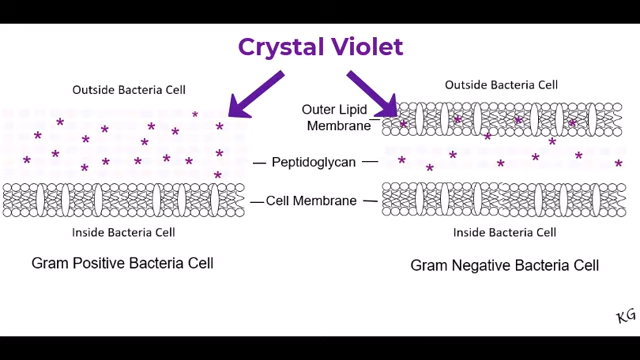 Crystal Violet
Outside Bacteria Cell
Outside Bacteria Cell
Outer Lipid
Membrane
Peptidoglycan
Cell Membrane
Inside Bacteria Cell
Inside Bacteria Cell
Gram Positive Bacteria Cell
Gram Negative Bacteria Cell
KG